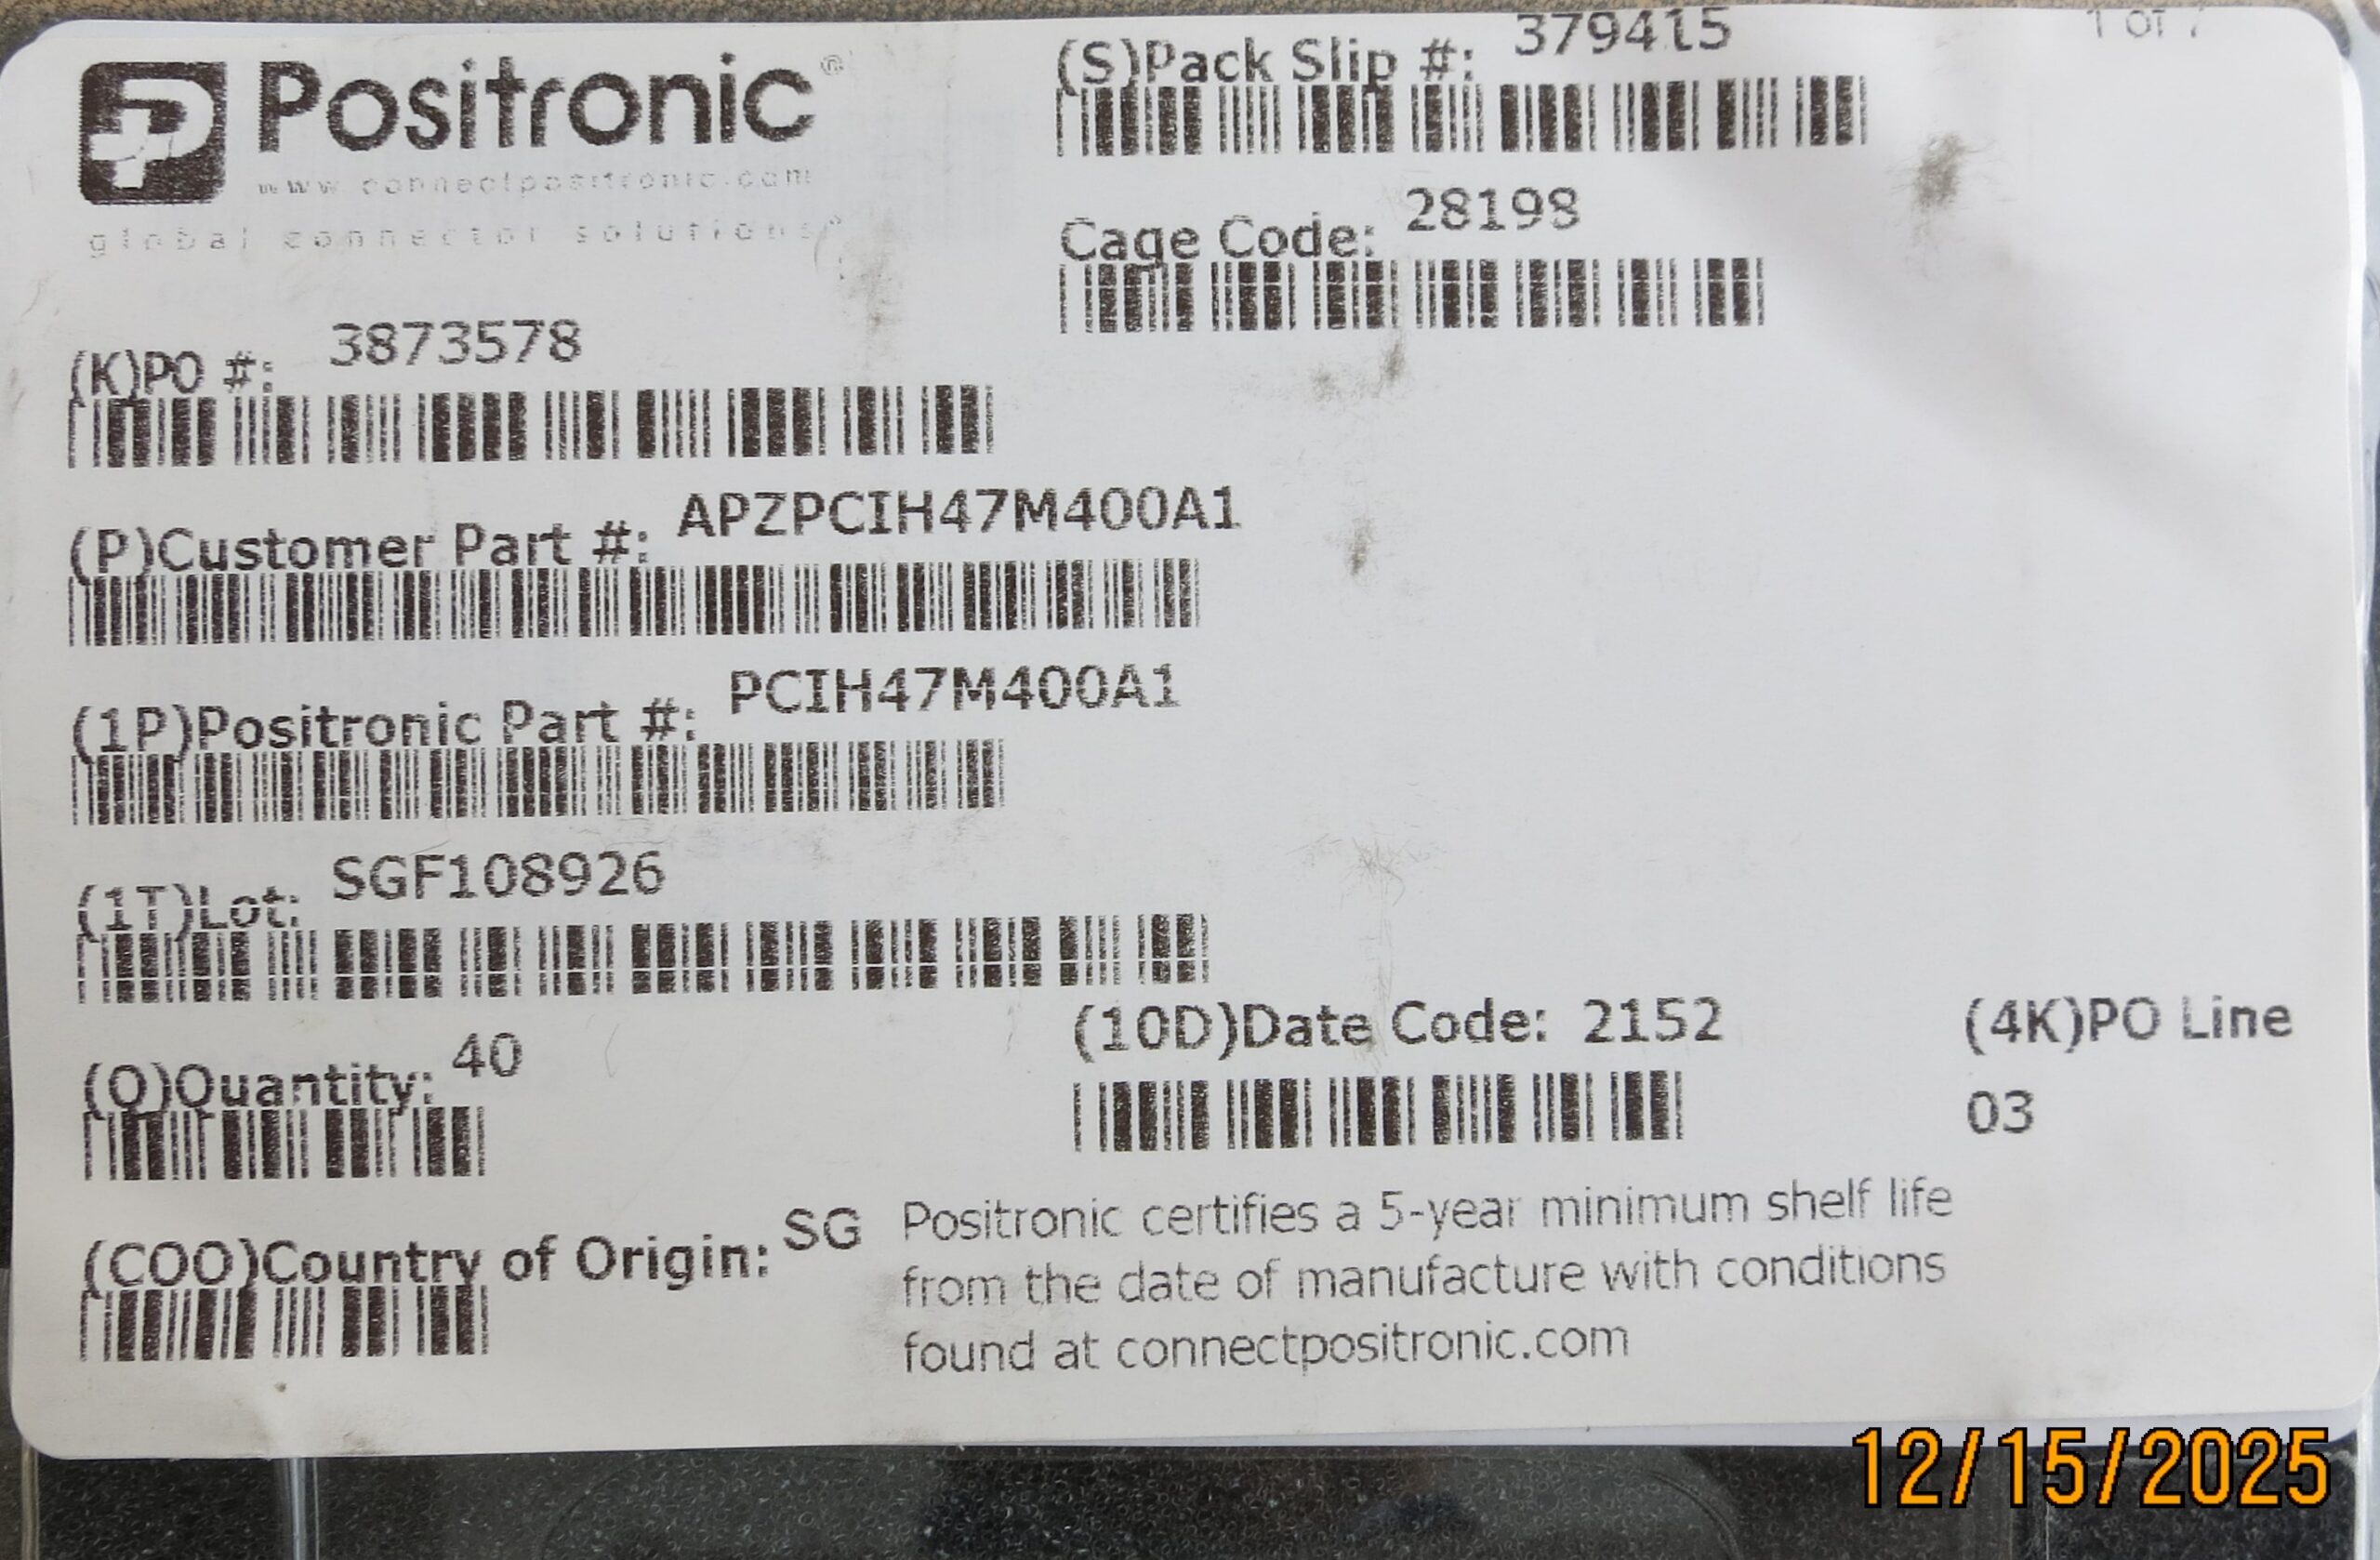 Positronic®
www.connectpositronic.com
global connector solutions
(S)Pack Slip #: 379415
1 of 7
Cage Code: 28198
(K)PO #: 3873578
(P)Customer Part #: APZPCIH47M400A1
(1P)Positronic Part #: PCIH47M400A1
(1T)Lot: SGF108926
(Q)Quantity: 40
(10D)Date Code: 2152
(4K)PO Line
03
(COO)Country of Origin: SG
Positronic certifies a 5-year minimum shelf life
from the date of manufacture with conditions
found at connectpositronic.com
12/15/2025